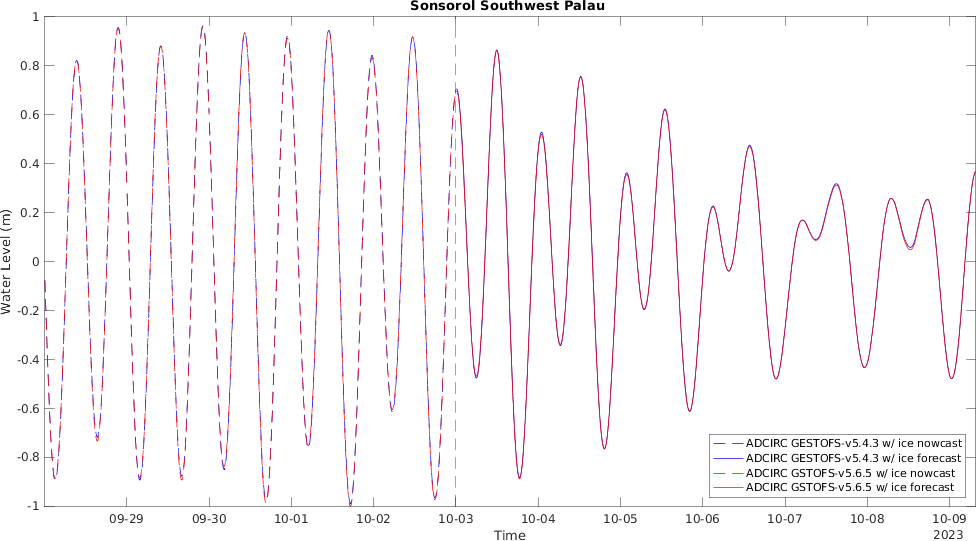 Sonsorol Southwest Palau
1
0.8
0.6
0.4
0.2
0
-0.2
-0.4
-0.6
-0.8
-1
Water Level (m)
09-29 09-30 10-01 10-02 10-03 10-04 10-05 10-06 10-07 10-08 10-09
2023
Time
ADCIRC GESTOFS-v5.4.3 w/ ice nowcast
ADCIRC GESTOFS-v5.4.3 w/ ice forecast
ADCIRC GSTOFS-v5.6.5 w/ ice nowcast
ADCIRC GSTOFS-v5.6.5 w/ ice forecast